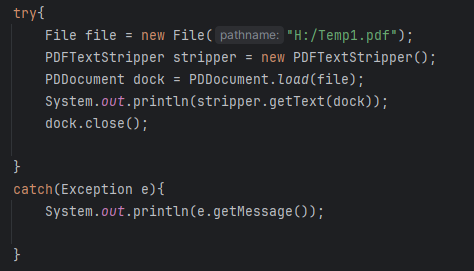 try{
File file = new File( pathname: "H:/Temp1.pdf");
PDFTextStripper stripper = new PDFTextStripper();
PDDocument dock = PDDocument.load(file);
System.out.println(stripper.getText(dock));
dock.close();
}
catch(Exception e){
System.out.println(e.getMessage());
}